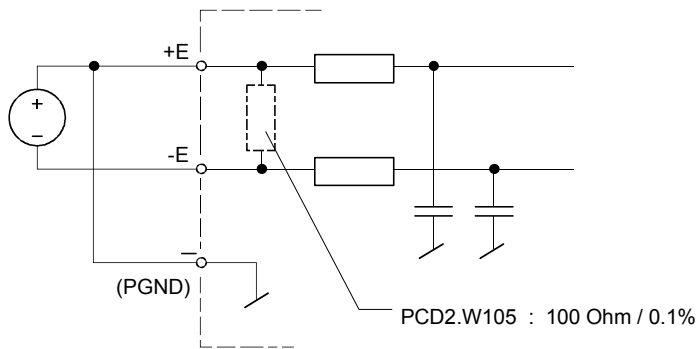 +E
+
–
-E
–
(PGND)
PCD2.W105 : 100 Ohm / 0.1%